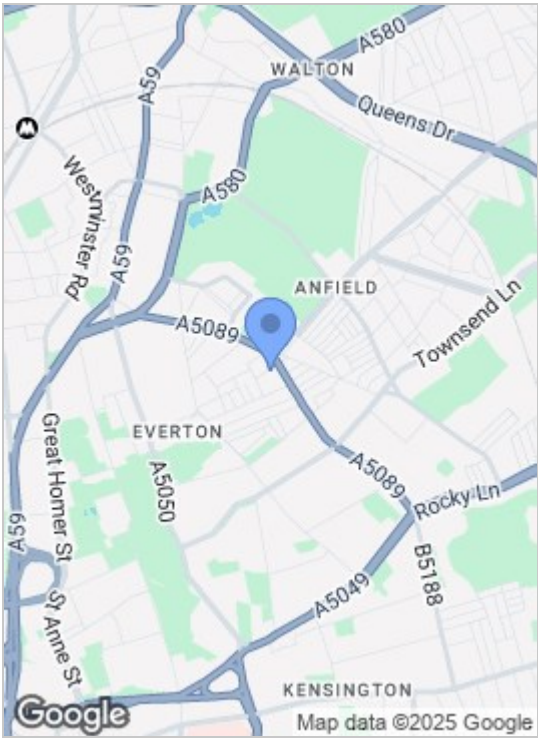 A580
WALTON
A59
Queens Dr
Westminster Rd
A580
A59
ANFIELD
A5089
Townsend Ln
EVERTON
Great Homer St
A5050
A5089
Rocky Ln
A59
B5188
A5049
St Anne St
KENSINGTON
Google
Map data ©2025 Google